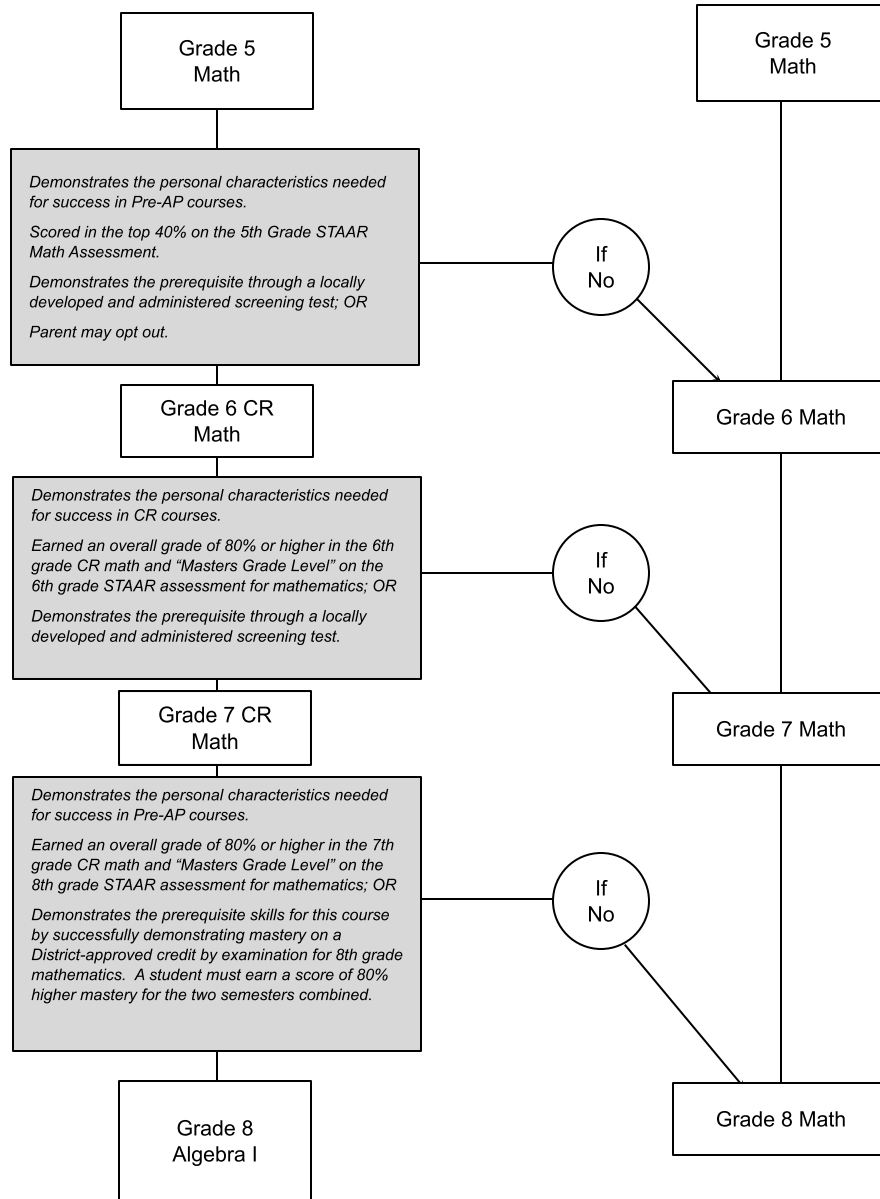 Grade 5
Math
Grade 5
Math
Demonstrates the personal characteristics needed
for success in Pre-AP courses.
Scored in the top 40% on the 5th Grade STAAR
Math Assessment.
Demonstrates the prerequisite through a locally
developed and administered screening test; OR
Parent may opt out.
If
No
Grade 6 CR
Math
Grade 6 Math
Demonstrates the personal characteristics needed
for success in CR courses.
Earned an overall grade of 80% or higher in the 6th
grade CR math and “Masters Grade Level” on the
6th grade STAAR assessment for mathematics; OR
Demonstrates the prerequisite through a locally
developed and administered screening test.
If
No
Grade 7 CR
Math
Grade 7 Math
Demonstrates the personal characteristics needed
for success in Pre-AP courses.
Earned an overall grade of 80% or higher in the 7th
grade CR math and “Masters Grade Level” on the
8th grade STAAR assessment for mathematics; OR
Demonstrates the prerequisite skills for this course
by successfully demonstrating mastery on a
District-approved credit by examination for 8th grade
mathematics.  A student must earn a score of 80%
higher mastery for the two semesters combined.
If
No
Grade 8
Algebra I
Grade 8 Math